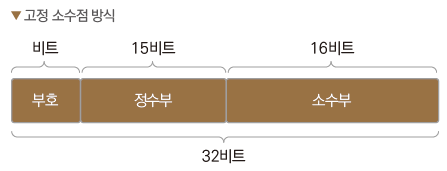 ▼ 고정 소수점 방식
비트 15비트 16비트
부호 정수부 소수부
32비트